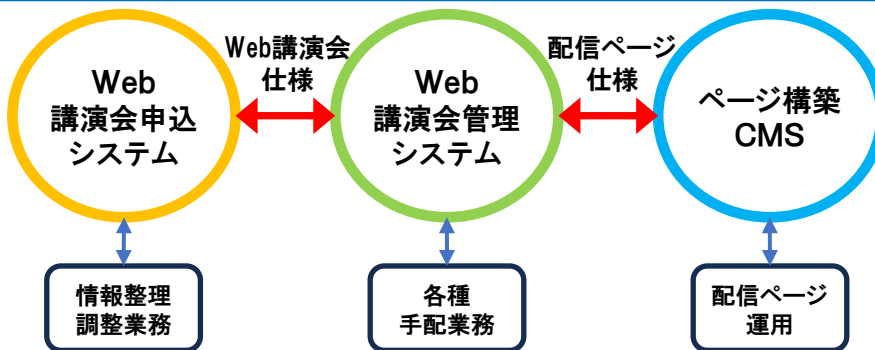 Web
講演会申込
システム
Web講演会
仕様
Web
講演会管理
システム
配信ページ
仕様
ページ構築
CMS
情報整理
調整業務
各種
手配業務
配信ページ
運用